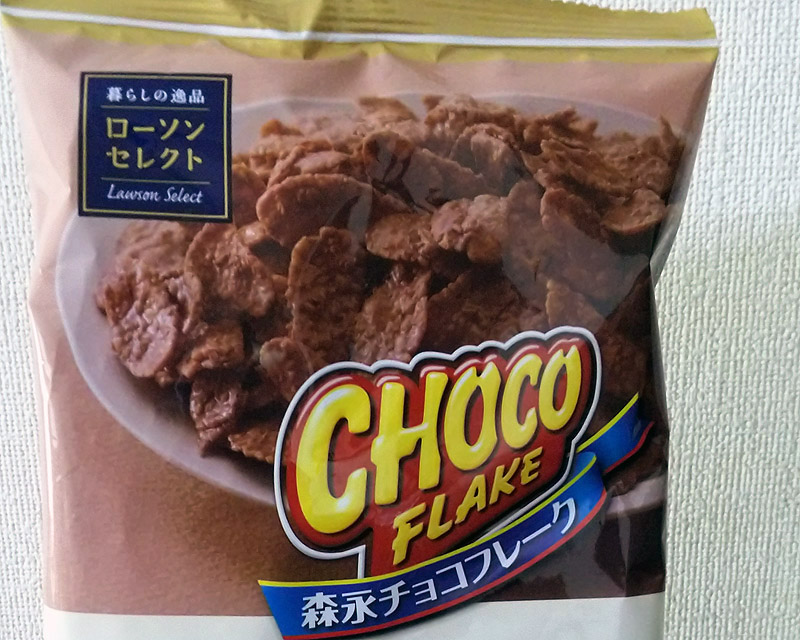 暮らしの逸品
ローソン
セレクト
Lawson Select
CHOCO
FLAKE
森永チョコフレーク